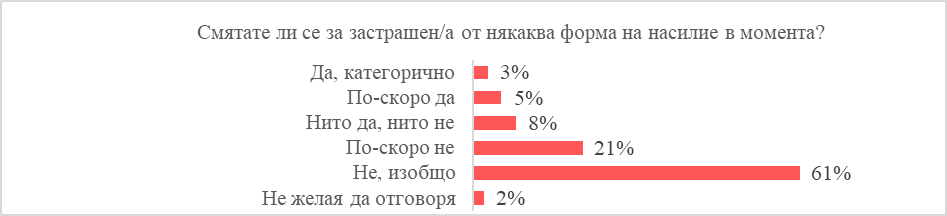 Смятате ли се за застрашен/а от някаква форма на насилие в момента?
Да, категорично 3%
По-скоро да 5%
Нито да, нито не 8%
По-скоро не 21%
Не, изобщо 61%
Не желая да отговоря 2%